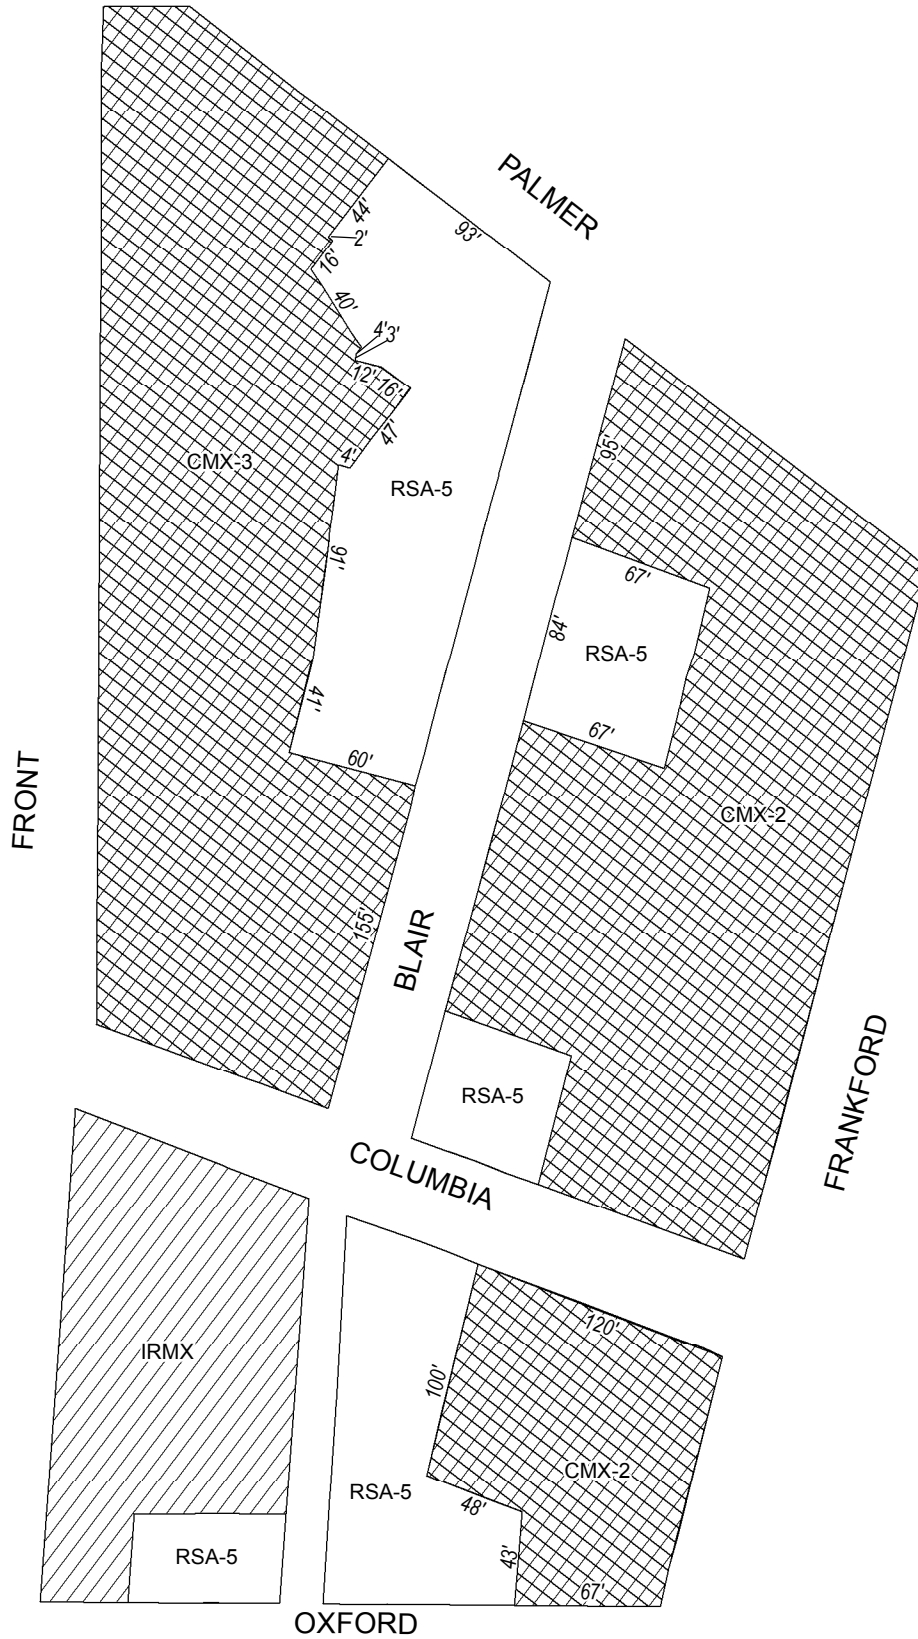 PALMER
44'
93'
2'
16'
40'
4'3'
12'
16'
47'
4'
CMX-3
RSA-5
95'
91'
67'
84'
RSA-5
41'
67'
60'
FRONT
CMX-2
155'
BLAIR
FRANKFORD
RSA-5
COLUMBIA
120'
IRMX
100'
CMX-2
RSA-5
48'
RSA-5
43'
67'
OXFORD